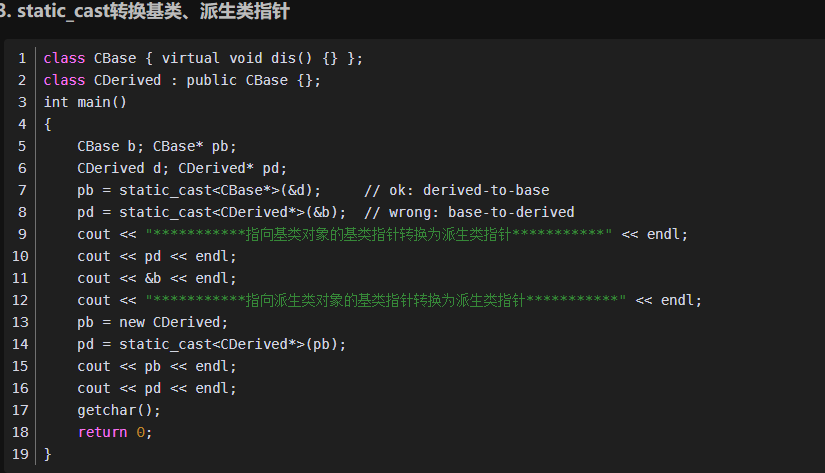 3. static_cast转换基类、派生类指针
1 class CBase { virtual void dis() {} };
2 class CDerived : public CBase {};
3 int main()
4 {
5     CBase b; CBase* pb;
6     CDerived d; CDerived* pd;
7     pb = static_cast<CBase*>(&d);     // ok: derived-to-base
8     pd = static_cast<CDerived*>(&b);  // wrong: base-to-derived
9     cout << "***********指向基类对象的基类指针转换为派生类指针***********" << endl;
10     cout << pd << endl;
11     cout << &b << endl;
12     cout << "***********指向派生类对象的基类指针转换为派生类指针***********" << endl;
13     pb = new CDerived;
14     pd = static_cast<CDerived*>(pb);
15     cout << pb << endl;
16     cout << pd << endl;
17     getchar();
18     return 0;
19 }